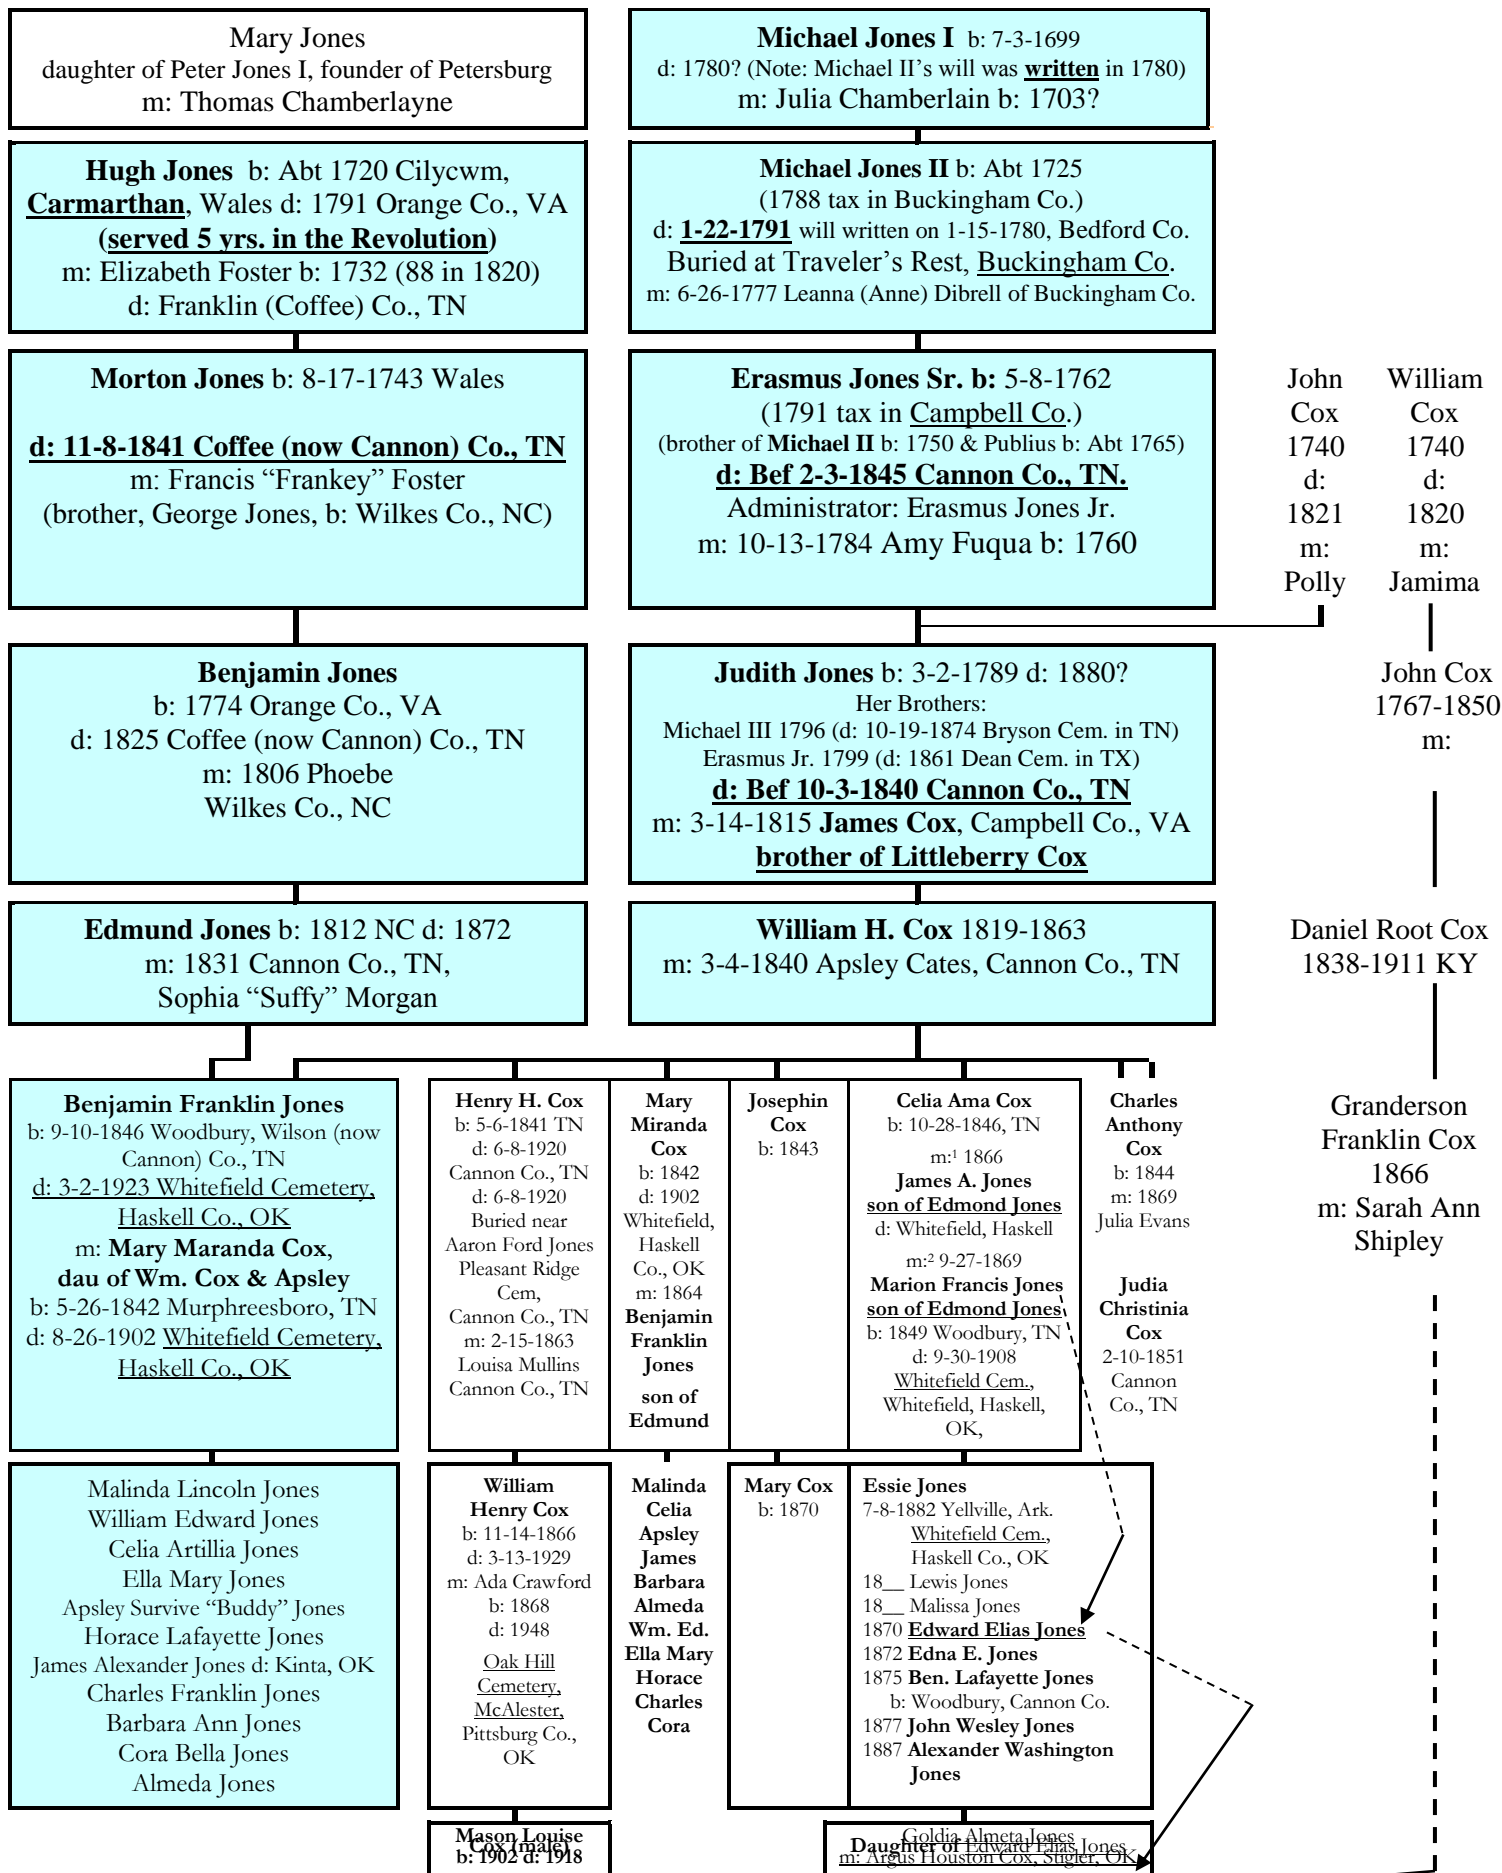 Mary Jones
daughter of Peter Jones I, founder of Petersburg
m: Thomas Chamberlayne
Michael Jones I b: 7-3-1699
d: 1780? (Note: Michael II’s will was written in 1780)
m: Julia Chamberlain b: 1703?
Hugh Jones b: Abt 1720 Cilycwm,
Carmarthan, Wales d: 1791 Orange Co., VA
(served 5 yrs. in the Revolution)
m: Elizabeth Foster b: 1732 (88 in 1820)
d: Franklin (Coffee) Co., TN
Michael Jones II b: Abt 1725
(1788 tax in Buckingham Co.)
d: 1-22-1791 will written on 1-15-1780, Bedford Co.
Buried at Traveler’s Rest, Buckingham Co.
m: 6-26-1777 Leanna (Anne) Dibrell of Buckingham Co.
Morton Jones b: 8-17-1743 Wales
d: 11-8-1841 Coffee (now Cannon) Co., TN
m: Francis “Frankey” Foster
(brother, George Jones, b: Wilkes Co., NC)
Erasmus Jones Sr. b: 5-8-1762
(1791 tax in Campbell Co.)
(brother of Michael II b: 1750 & Publius b: Abt 1765)
d: Bef 2-3-1845 Cannon Co., TN.
Administrator: Erasmus Jones Jr.
m: 10-13-1784 Amy Fuqua b: 1760
John
Cox
1740
d:
1821
m:
Polly
William
Cox
1740
d:
1820
m:
Jamima
Benjamin Jones
b: 1774 Orange Co., VA
d: 1825 Coffee (now Cannon) Co., TN
m: 1806 Phoebe
Wilkes Co., NC
Judith Jones b: 3-2-1789 d: 1880?
Her Brothers:
Michael III 1796 (d: 10-19-1874 Bryson Cem. in TN)
Erasmus Jr. 1799 (d: 1861 Dean Cem. in TX)
d: Bef 10-3-1840 Cannon Co., TN
m: 3-14-1815 James Cox, Campbell Co., VA
brother of Littleberry Cox
John Cox
1767-1850
m:
Edmund Jones b: 1812 NC d: 1872
m: 1831 Cannon Co., TN,
Sophia “Suffy” Morgan
William H. Cox 1819-1863
m: 3-4-1840 Apsley Cates, Cannon Co., TN
Daniel Root Cox
1838-1911 KY
Benjamin Franklin Jones
b: 9-10-1846 Woodbury, Wilson (now
Cannon) Co., TN
d: 3-2-1923 Whitefield Cemetery,
Haskell Co., OK
m: Mary Maranda Cox,
dau of Wm. Cox & Apsley
b: 5-26-1842 Murphreesboro, TN
d: 8-26-1902 Whitefield Cemetery,
Haskell Co., OK
Henry H. Cox
b: 5-6-1841 TN
d: 6-8-1920
Cannon Co., TN
d: 6-8-1920
Buried near
Aaron Ford Jones
Pleasant Ridge
Cem,
Cannon Co., TN
m: 2-15-1863
Louisa Mullins
Cannon Co., TN
Mary
Miranda
Cox
b: 1842
d: 1902
Whitefield,
Haskell
Co., OK
m: 1864
Benjamin
Franklin
Jones
son of
Edmund
Josephin
Cox
b: 1843
Celia Ama Cox
b: 10-28-1846, TN
m:¹ 1866
James A. Jones
son of Edmond Jones
d: Whitefield, Haskell
m:² 9-27-1869
Marion Francis Jones
son of Edmond Jones
b: 1849 Woodbury, TN
d: 9-30-1908
Whitefield Cem.,
Whitefield, Haskell,
OK,
Charles
Anthony
Cox
b: 1844
m: 1869
Julia Evans
Judia
Christinia
Cox
2-10-1851
Cannon
Co., TN
Granderson
Franklin Cox
1866
m: Sarah Ann
Shipley
Malinda Lincoln Jones
William Edward Jones
Celia Artillia Jones
Ella Mary Jones
Apsley Survive “Buddy” Jones
Horace Lafayette Jones
James Alexander Jones d: Kinta, OK
Charles Franklin Jones
Barbara Ann Jones
Cora Bella Jones
Almeda Jones
William
Henry Cox
b: 11-14-1866
d: 3-13-1929
m: Ada Crawford
b: 1868
d: 1948
Oak Hill
Cemetery,
McAlester,
Pittsburg Co.,
OK
Malinda
Celia
Apsley
James
Barbara
Almeda
Wm. Ed.
Ella Mary
Horace
Charles
Cora
Mary Cox
b: 1870
Essie Jones
7-8-1882 Yellville, Ark.
Whitefield Cem.,
Haskell Co., OK
18__ Lewis Jones
18__ Malissa Jones
1870 Edward Elias Jones
1872 Edna E. Jones
1875 Ben. Lafayette Jones
b: Woodbury, Cannon Co.
1877 John Wesley Jones
1887 Alexander Washington
Jones
Mason Louise
Cox (male)
b: 1902 d: 1918
Goldia Almeta Jones
Daughter of Edward Elias Jones
m: Argus Houston Cox, Stigler, OK